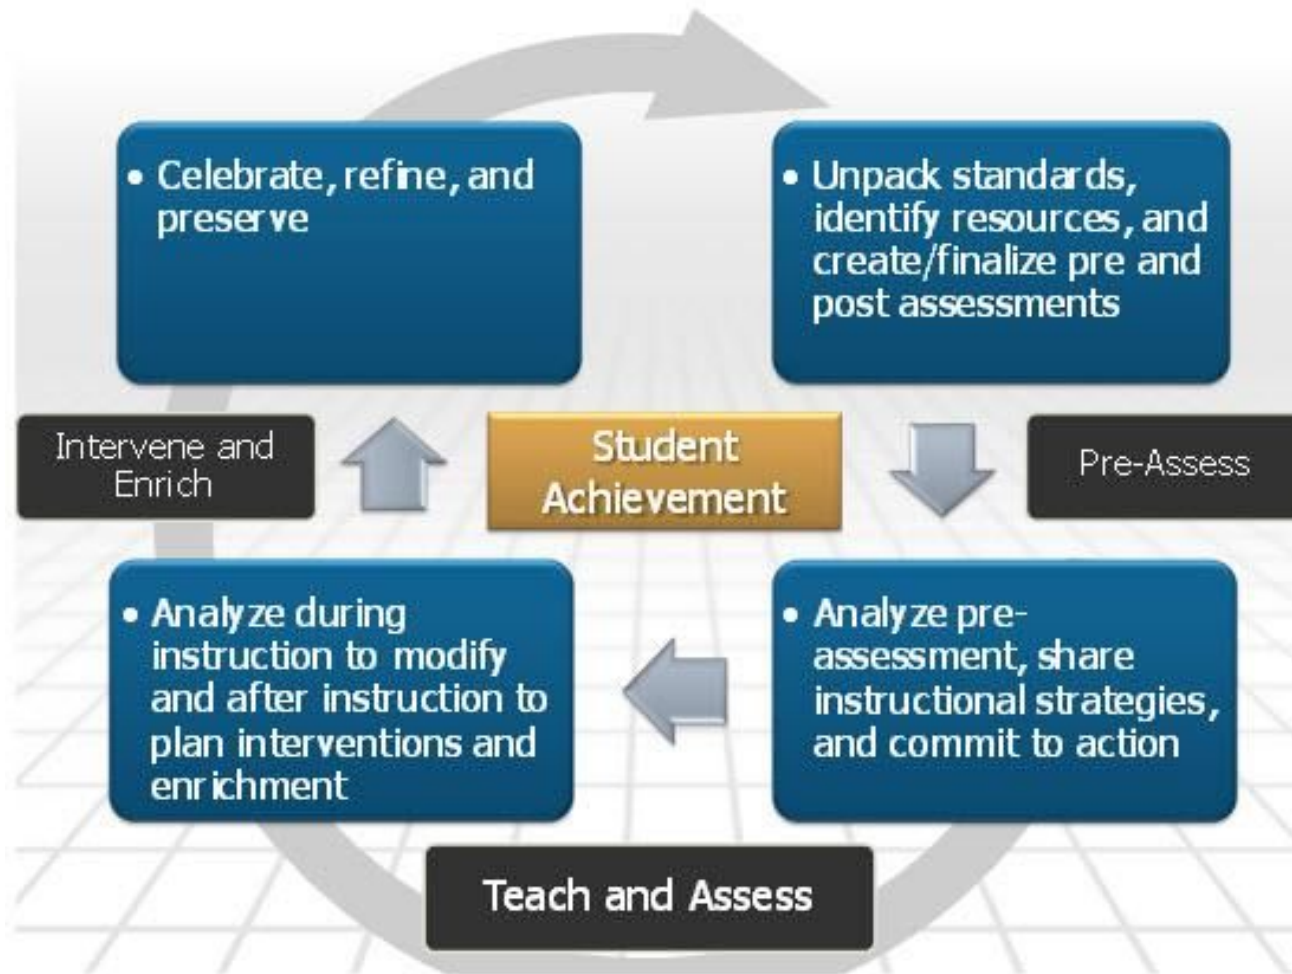 • Celebrate, refine, and
preserve
• Unpack standards,
identify resources, and
create/finalize pre and
post assessments
Intervene and
Enrich
Student
Achievement
Pre-Assess
• Analyze during
instruction to modify
and after instruction to
plan interventions and
enrichment
• Analyze pre-
assessment, share
instructional strategies,
and commit to action
Teach and Assess